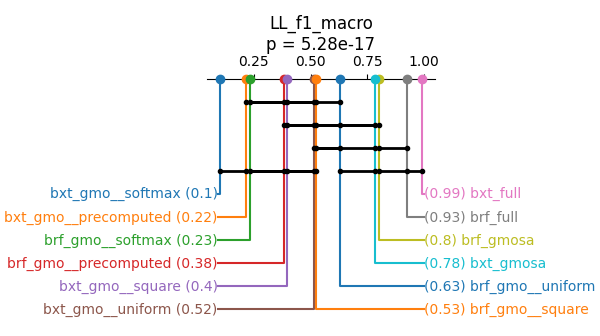 LL_f1_macro
p = 5.28e-17
0.25 0.50 0.75 1.00
bxt_gmo__softmax (0.1) (0.99) bxt_full
bxt_gmo__precomputed (0.22) (0.93) brf_full
brf_gmo__softmax (0.23) (0.8) brf_gmosa
brf_gmo__precomputed (0.38) (0.78) bxt_gmosa
bxt_gmo__square (0.4) (0.63) brf_gmo__uniform
bxt_gmo__uniform (0.52) (0.53) brf_gmo__square